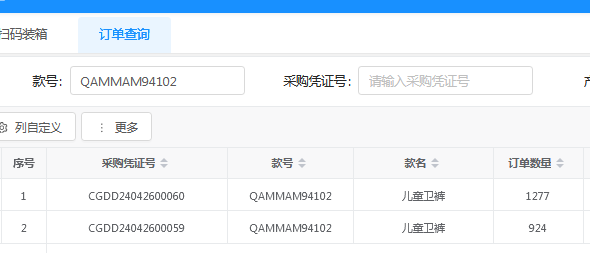 扫码装箱 订单查询
款号: QAMMAM94102 采购凭证号: 请输入采购凭证号
列自定义 更多
序号 采购凭证号 款号 款名 订单数量
1 CGDD24042600060 QAMMAM94102 儿童卫裤 1277
2 CGDD24042600059 QAMMAM94102 儿童卫裤 924